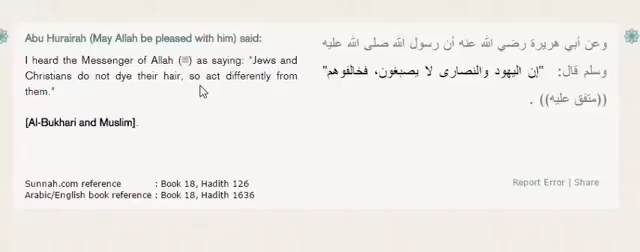 Abu Hurairah (May Allah be pleased with him) said:
I heard the Messenger of Allah (ﷺ) as saying: "Jews and
Christians do not dye their hair, so act differently from
them."
[Al-Bukhari and Muslim].
وعن أبي هريرة رضي الله عنه أن رسول الله صلى الله عليه
وسلم قال: "إن اليهود والنصارى لا يصبغون، فخالفوهم"
((متفق عليه)) .
Sunnah.com reference : Book 18, Hadith 126
Arabic/English book reference : Book 18, Hadith 1636
Report Error | Share